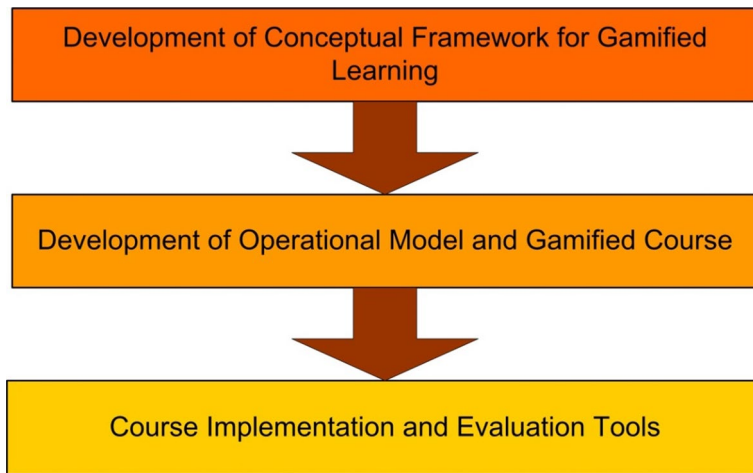 Development of Conceptual Framework for Gamified
Learning
Development of Operational Model and Gamified Course
Course Implementation and Evaluation Tools